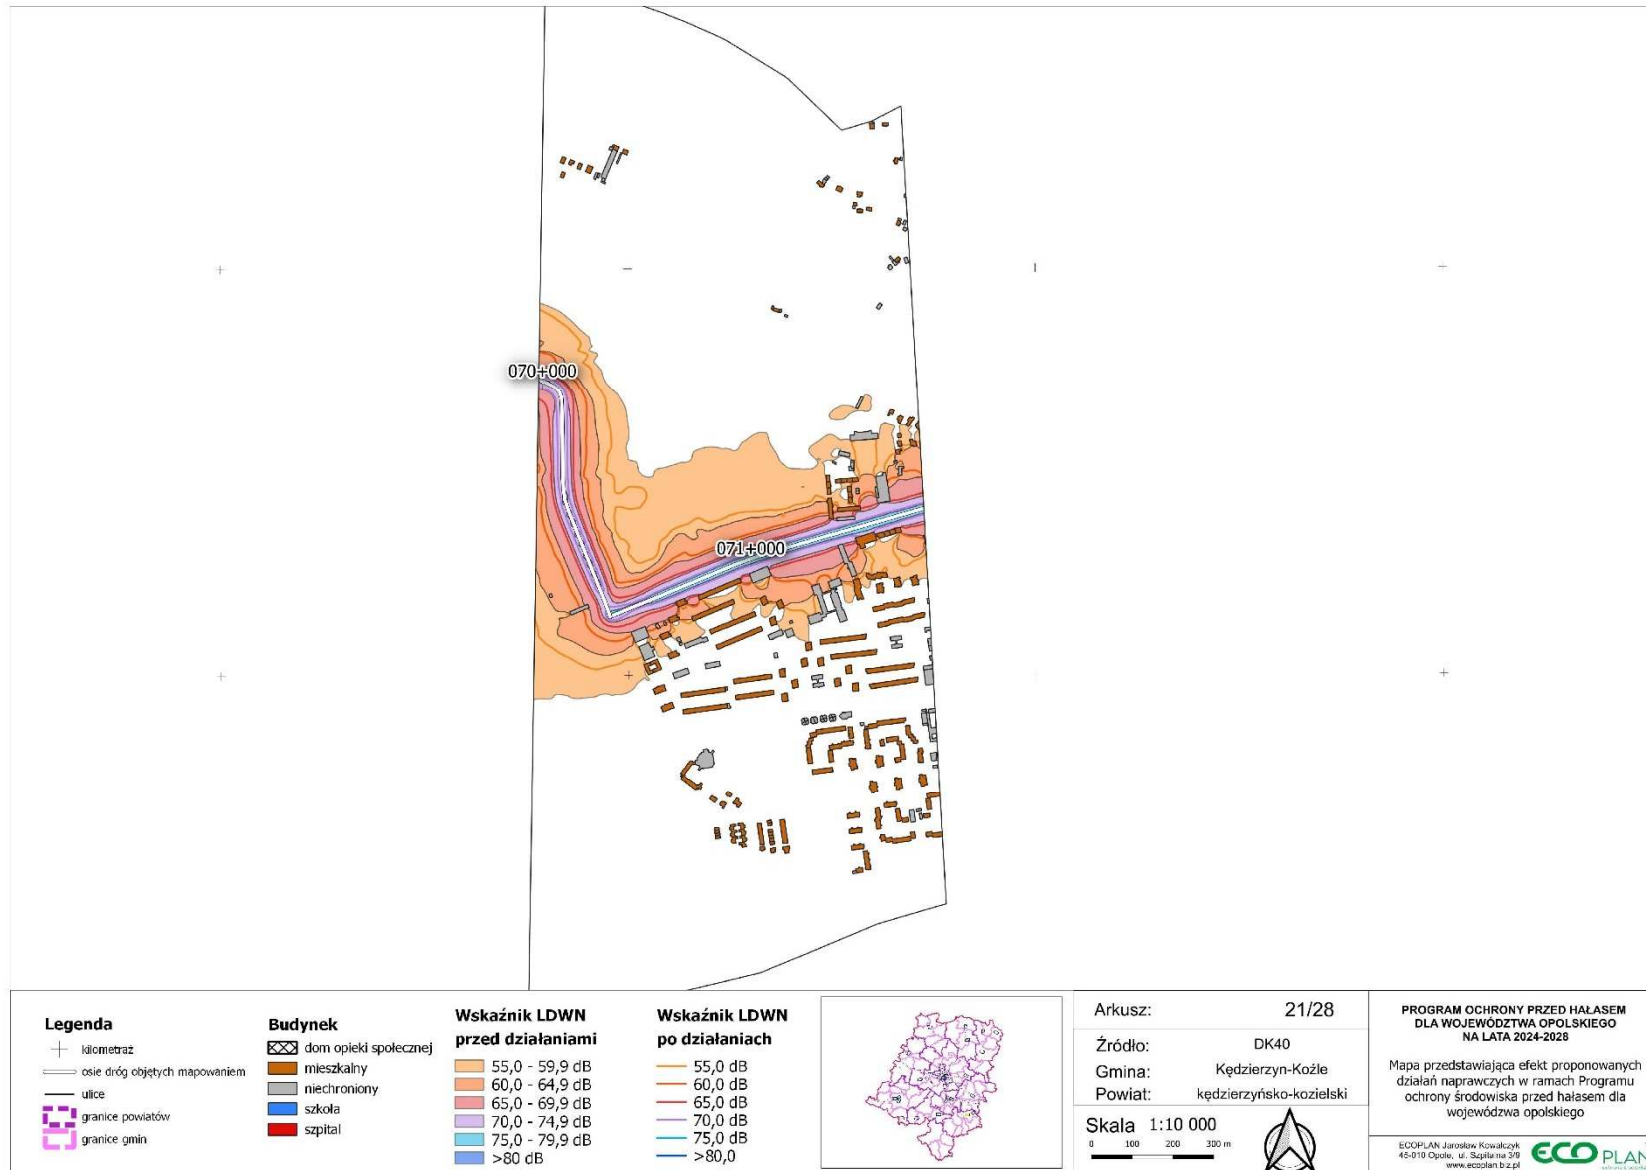 070+000
071+000
Legenda
kilometraż
osie dróg objętych mapowaniem
ulice
granice powiatów
granice gmin
Budynek
dom opieki społecznej
mieszkalny
niechroniony
szkoła
szpital
Wskaźnik LDWN
przed działaniami
55,0 - 59,9 dB
60,0 - 64,9 dB
65,0 - 69,9 dB
70,0 - 74,9 dB
75,0 - 79,9 dB
>80 dB
Wskaźnik LDWN
po działaniach
55,0 dB
60,0 dB
65,0 dB
70,0 dB
75,0 dB
>80,0
Arkusz: 21/28
Źródło: DK40
Gmina: Kędzierzyn-Koźle
Powiat: kędzierzyńsko-kozielski
Skala 1:10 000
0 100 200 300 m
PROGRAM OCHRONY PRZED HAŁASEM
DLA WOJEWÓDZTWA OPOLSKIEGO
NA LATA 2024-2028
Mapa przedstawiająca efekt proponowanych
działań naprawczych w ramach Programu
ochrony środowiska przed hałasem dla
wojewódzwa opolskiego
ECOPLAN Jarosław Kowalczyk
45-010 Opole, ul. Szpitalna 3/9
www.ecoplan.biz.pl
ECO PLAN